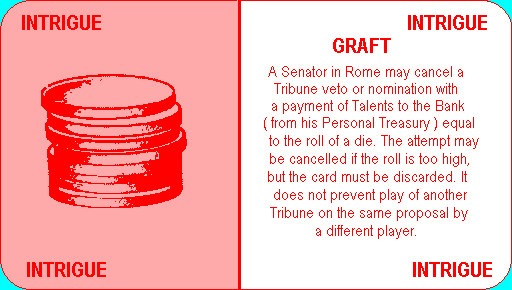 INTRIGUE
INTRIGUE
GRAFT
A Senator in Rome may cancel a
Tribune veto or nomination with
a payment of Talents to the Bank
( from his Personal Treasury ) equal
to the roll of a die. The attempt may
be cancelled if the roll is too high,
but the card must be discarded. It
does not prevent play of another
Tribune on the same proposal by
a different player.
INTRIGUE
INTRIGUE